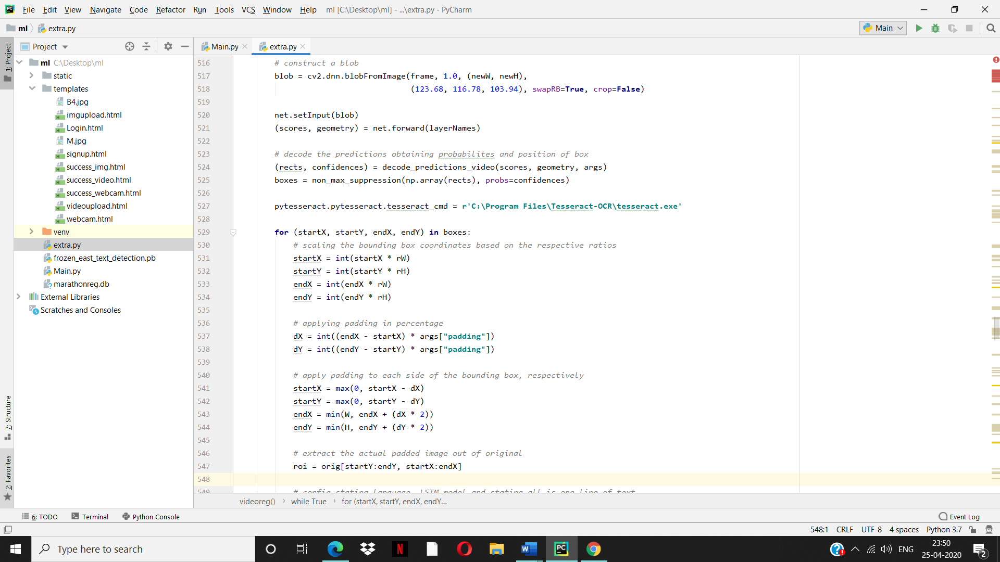 File Edit View Navigate Code Refactor Run Tools VCS Window Help ml [C:\Desktop\ml] - ...\extra.py - PyCharm
ml extra.py Main
Project Main.py extra.py
1: Project
ml C:\Desktop\ml
static
templates
B4.jpg
imgupload.html
Login.html
M.jpg
signup.html
success_img.html
success_video.html
success_webcam.html
videoupload.html
webcam.html
venv
extra.py
frozen_east_text_detection.pb
Main.py
marathonreg.db
External Libraries
Scratches and Consoles
7: Structure
2: Favorites
516 # construct a blob
517 blob = cv2.dnn.blobFromImage(frame, 1.0, (newW, newH),
518 (123.68, 116.78, 103.94), swapRB=True, crop=False)
519
520 net.setInput(blob)
521 (scores, geometry) = net.forward(layerNames)
522
523 # decode the predictions obtaining probabilites and position of box
524 (rects, confidences) = decode_predictions_video(scores, geometry, args)
525 boxes = non_max_suppression(np.array(rects), probs=confidences)
526
527 pytesseract.pytesseract.tesseract_cmd = r'C:\Program Files\Tesseract-OCR\tesseract.exe'
528
529 for (startX, startY, endX, endY) in boxes:
530 # scaling the bounding box coordinates based on the respective ratios
531 startX = int(startX * rW)
532 startY = int(startY * rH)
533 endX = int(endX * rW)
534 endY = int(endY * rH)
535
536 # applying padding in percentage
537 dX = int((endX - startX) * args["padding"])
538 dY = int((endY - startY) * args["padding"])
539
540 # apply padding to each side of the bounding box, respectively
541 startX = max(0, startX - dX)
542 startY = max(0, startY - dY)
543 endX = min(W, endX + (dX * 2))
544 endY = min(H, endY + (dY * 2))
545
546 # extract the actual padded image out of original
547 roi = orig[startY:endY, startX:endX]
548
549 # config stating language, LSTM model and stating all is one line of text
videoreg() while True for (startX, startY, endX, endY...
6: TODO Terminal Python Console Event Log
548:1 CRLF UTF-8 4 spaces Python 3.7
Type here to search
ENG 23:50
25-04-2020
2